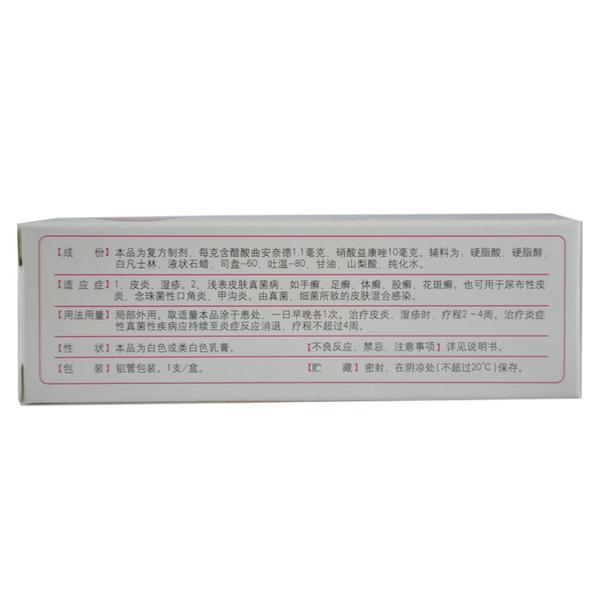 【成 份】本品为复方制剂，每克含醋酸曲安奈德1.1毫克，硝酸益康唑10毫克。辅料为：硬脂酸、硬脂醇、
白凡士林、液状石蜡、司盘-60、吐温-80、甘油、山梨酸、纯化水。
【适 应 症】1、皮炎、湿疹。2、浅表皮肤真菌病，如手癣、足癣、体癣、股癣、花斑癣。也可用于尿布性皮
炎、念珠菌性口角炎、甲沟炎。由真菌、细菌所致的皮肤混合感染。
【用法用量】局部外用。取适量本品涂于患处，一日早晚各1次。治疗皮炎、湿疹时，疗程2～4周。治疗炎症
性真菌性疾病应持续至炎症反应消退，疗程不超过4周。
【性 状】本品为白色或类白色乳膏。 【不良反应、禁忌、注意事项】详见说明书。
【包 装】铝管包装。1支/盒。 【贮 藏】密封，在阴凉处(不超过20℃)保存。